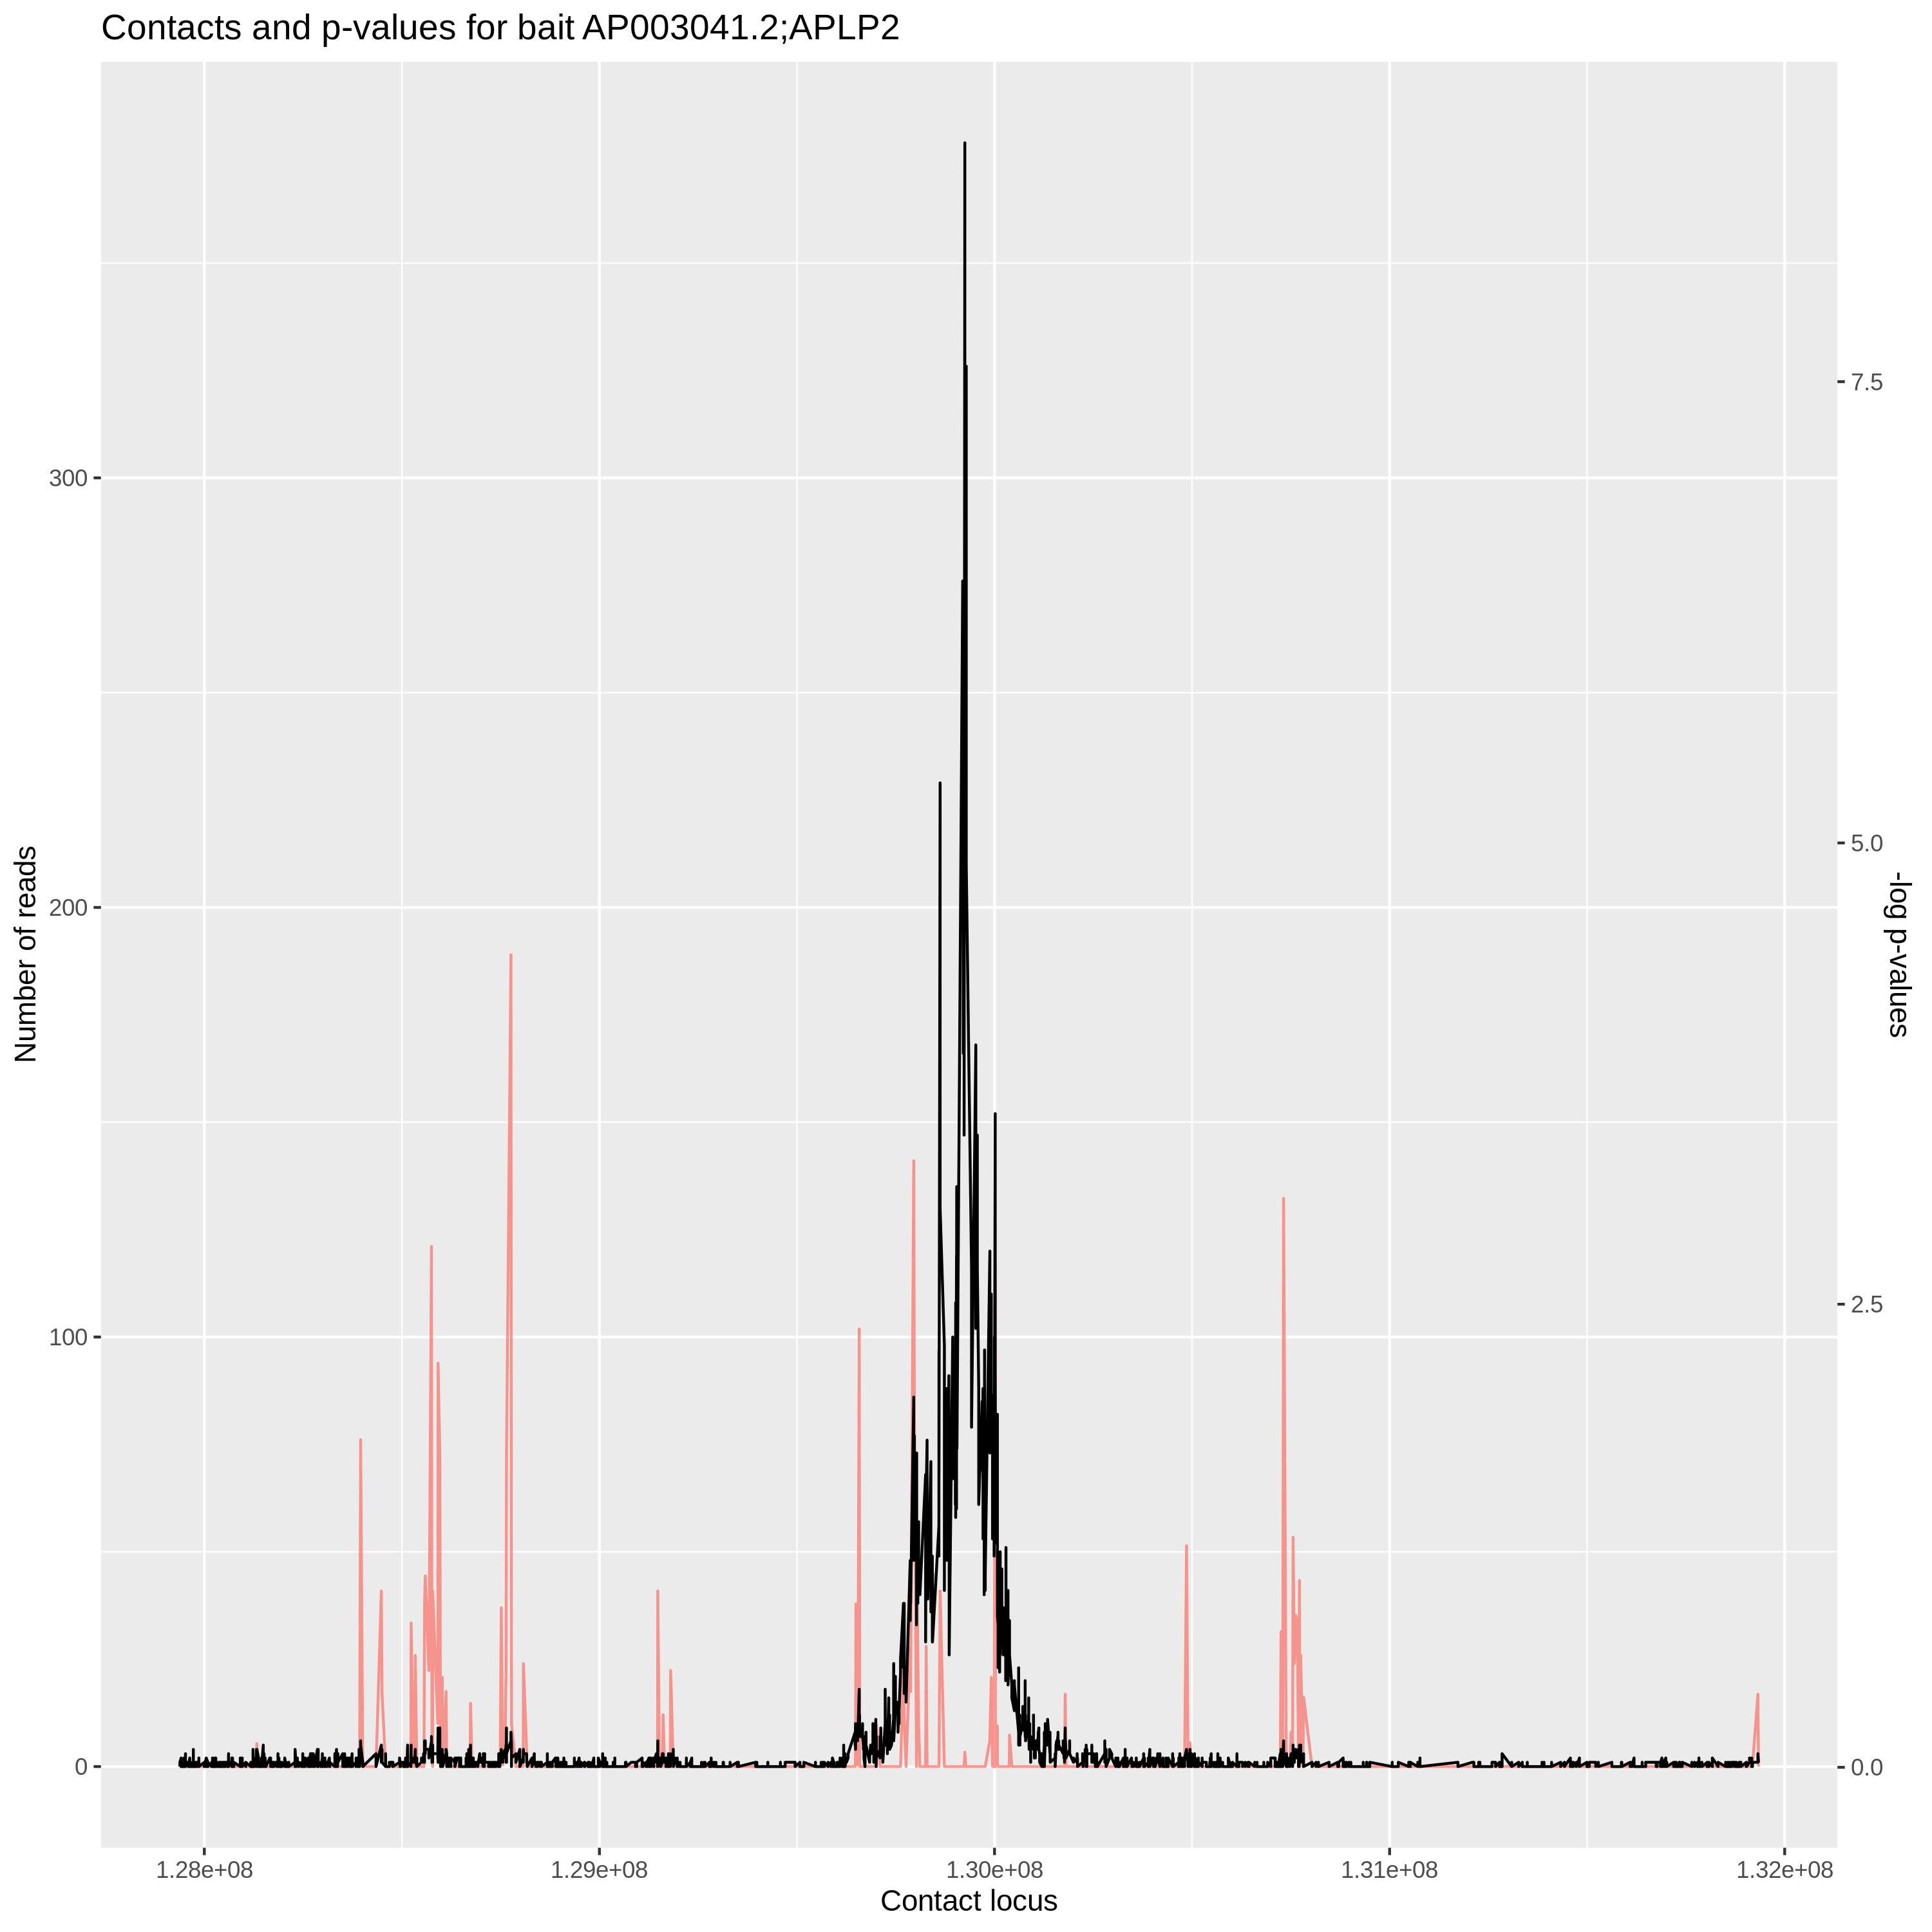 Contacts and p-values for bait AP003041.2;APLP2
Number of reads
300
200
100
0
7.5
5.0
2.5
0.0
-log p-values
1.28e+08
1.29e+08
1.30e+08
1.31e+08
1.32e+08
Contact locus